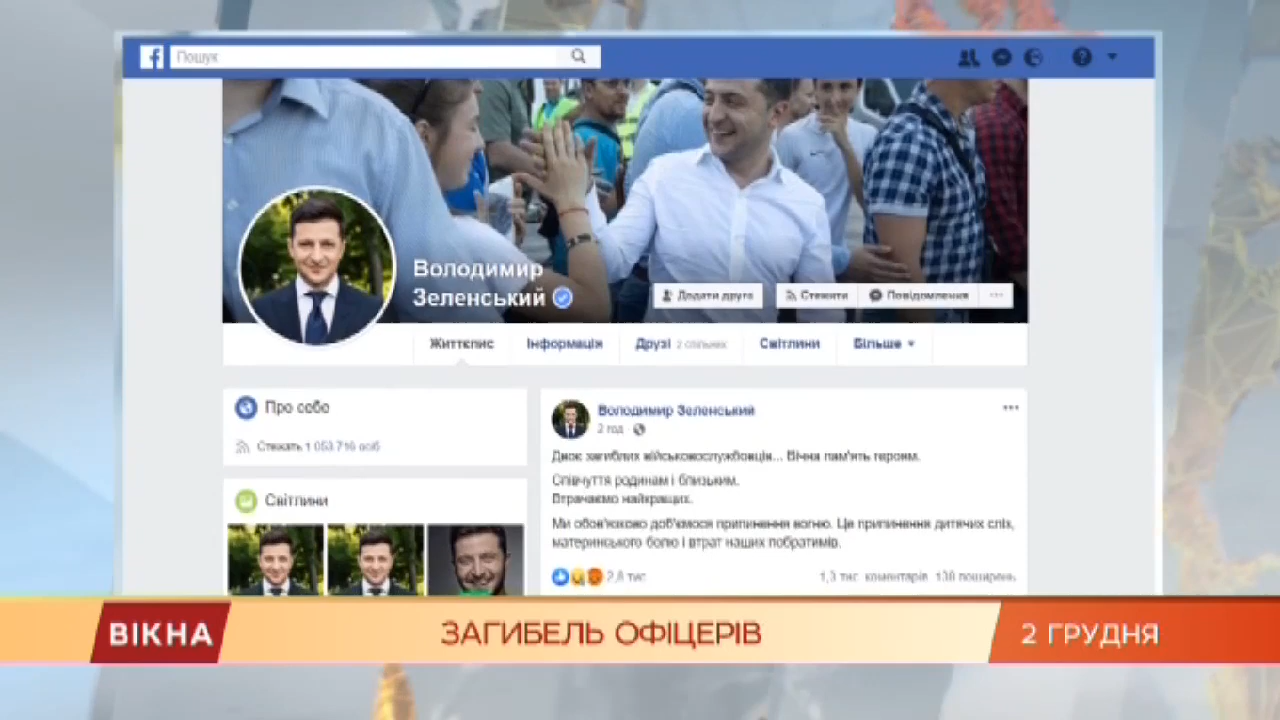 Пошук
Володимир
Зеленський
Додати друга
Стежити
Повідомлення
Життєпис
Інформація
Друзі 2 спільних
Світлини
Більше
Про себе
Стежать 1 053 716 осіб
Світлини
Володимир Зеленський
2 год
Двоє загиблих військовослужбовців... Вічна пам'ять героям.
Співчуття родинам і близьким.
Втрачаємо найкращих.
Ми обов'язково доб'ємося припинення вогню. Це припинення дитячих сліз,
материнського болю і втрат наших побратимів.
2,8 тис
1,3 тис. коментарів 138 поширень
ВІКНА
ЗАГИБЕЛЬ ОФІЦЕРІВ
2 ГРУДНЯ